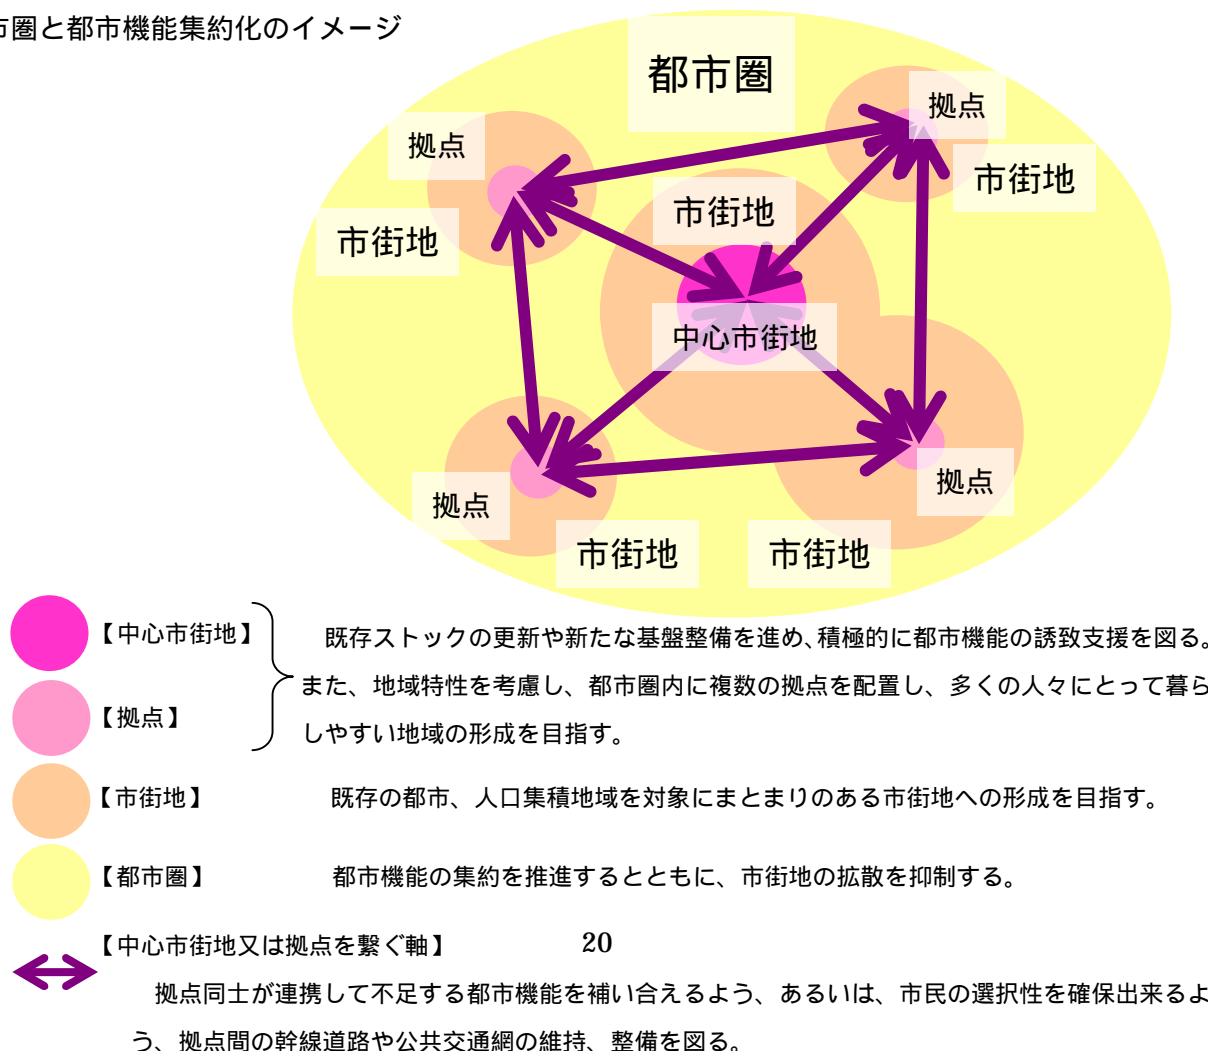 市圏と都市機能集約化のイメージ
都市圏
拠点
拠点
市街地
市街地
市街地
中心市街地
拠点
拠点
市街地
市街地
【中心市街地】
既存ストックの更新や新たな基盤整備を進め、積極的に都市機能の誘致支援を図る。
また、地域特性を考慮し、都市圏内に複数の拠点を配置し、多くの人々にとって暮ら
【拠点】
しやすい地域の形成を目指す。
【市街地】 既存の都市、人口集積地域を対象にまとまりのある市街地への形成を目指す。
【都市圏】 都市機能の集約を推進するとともに、市街地の拡散を抑制する。
【中心市街地又は拠点を繋ぐ軸】 20
拠点同士が連携して不足する都市機能を補い合えるよう、あるいは、市民の選択性を確保出来るよ
う、拠点間の幹線道路や公共交通網の維持、整備を図る。